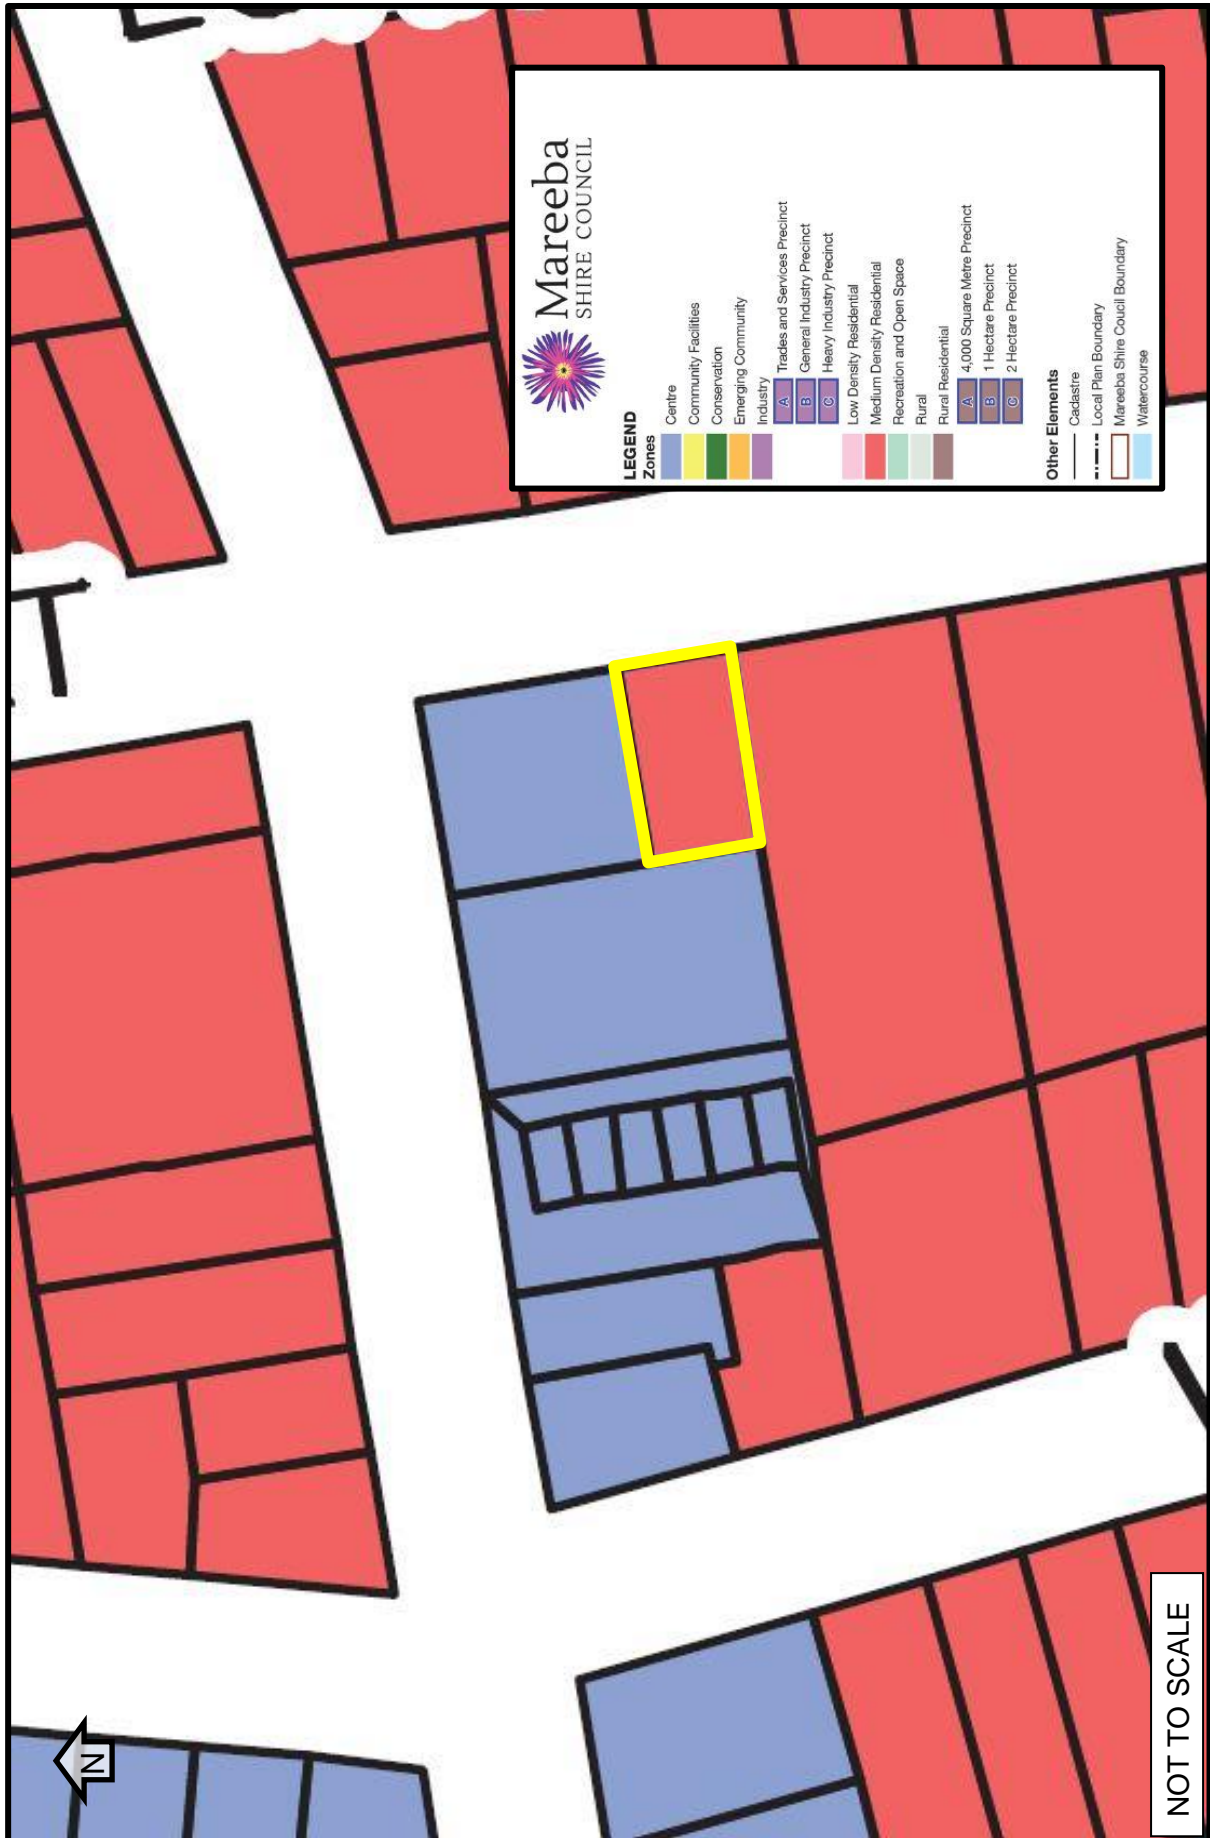 Mareeba
SHIRE COUNCIL
LEGEND
Zones
Centre
Community Facilities
Conservation
Emerging Community
Industry
A Trades and Services Precinct
B General Industry Precinct
C Heavy Industry Precinct
Low Density Residential
Medium Density Residential
Recreation and Open Space
Rural
Rural Residential
A 4,000 Square Metre Precinct
B 1 Hectare Precinct
C 2 Hectare Precinct
Other Elements
Cadastre
Local Plan Boundary
Mareeba Shire Coucil Boundary
Watercourse
N
NOT TO SCALE